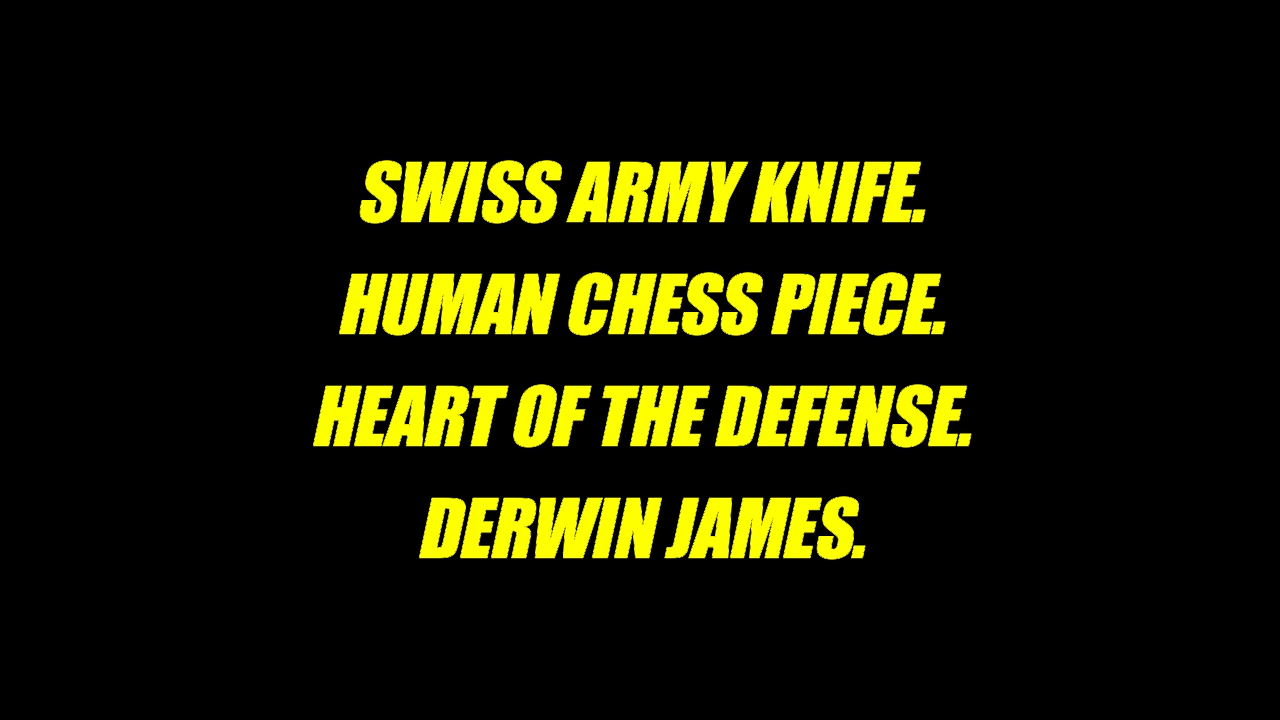 SWISS ARMY KNIFE.
HUMAN CHESS PIECE.
HEART OF THE DEFENSE.
DERWIN JAMES.